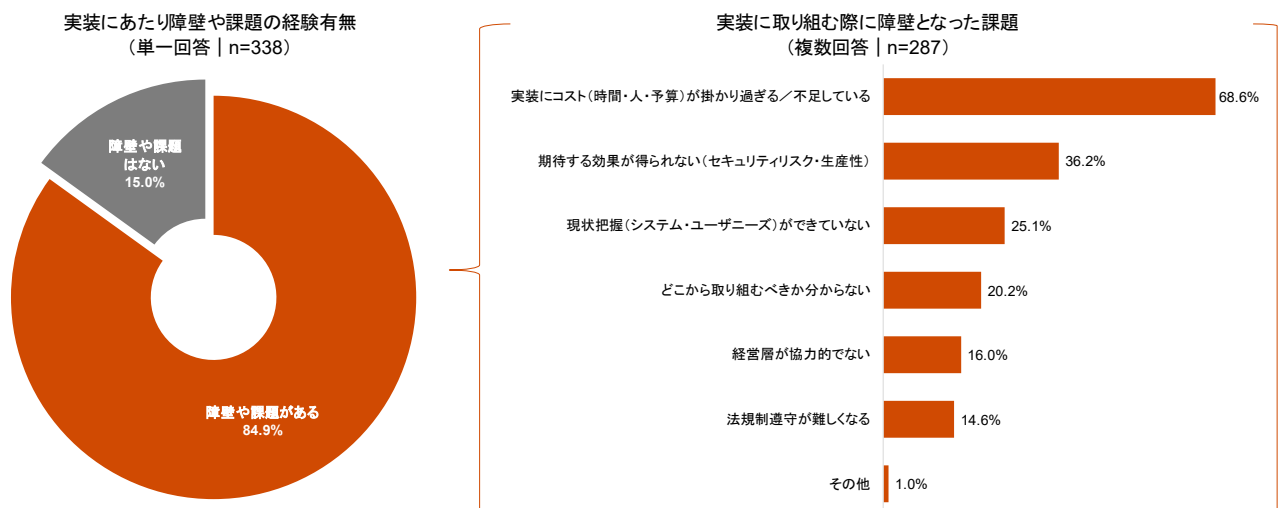 実装にあたり障壁や課題の経験有無
（単一回答 | n=338）
障壁や課題
はない
15.0%
障壁や課題がある
84.9%
実装に取り組む際に障壁となった課題
（複数回答 | n=287）
実装にコスト（時間・人・予算）が掛かり過ぎる／不足している
68.6%
期待する効果が得られない（セキュリティリスク・生産性）
36.2%
現状把握（システム・ユーザニーズ）ができていない
25.1%
どこから取り組むべきか分からない
20.2%
経営層が協力的でない
16.0%
法規制遵守が難しくなる
14.6%
その他
1.0%